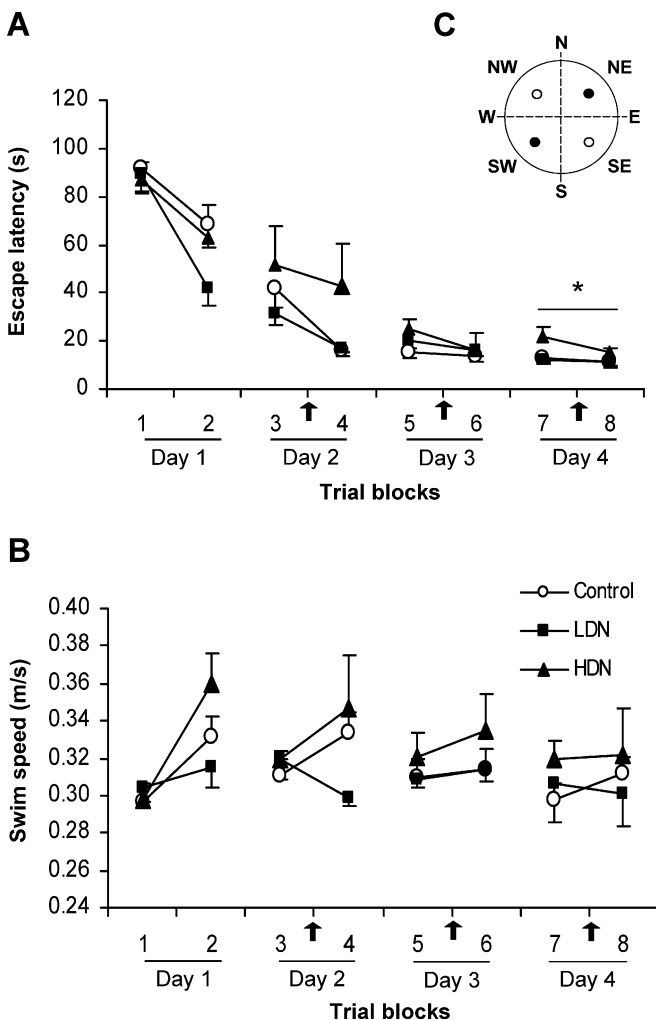 A
C
N
NW NE
W E
SW SE
S
Escape latency (s)
120
100
80
60
40
20
0
*
1 2 3 4 5 6 7 8
Day 1 Day 2 Day 3 Day 4
Trial blocks
B
Swim speed (m/s)
0.40
0.38
0.36
0.34
0.32
0.30
0.28
0.26
0.24
Control
LDN
HDN
1 2 3 4 5 6 7 8
Day 1 Day 2 Day 3 Day 4
Trial blocks